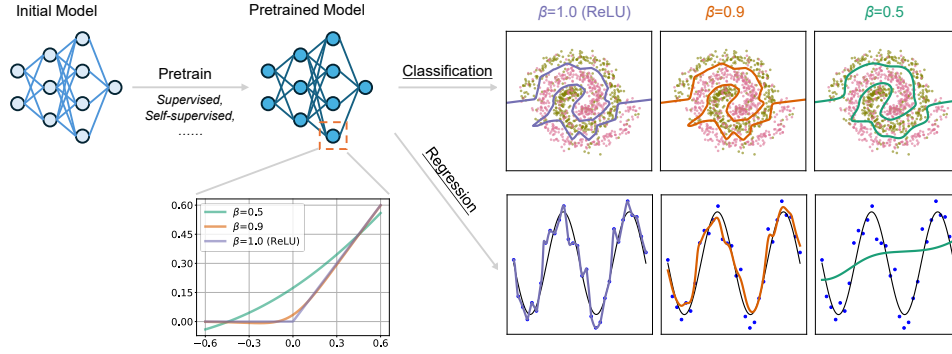 Initial Model
Pretrained Model
Pretrain
Supervised,
Self-supervised,
......
Classification
Regression
β=1.0 (ReLU)
β=0.9
β=0.5
0.60
0.45
0.30
0.15
0.00
β=0.5
β=0.9
β=1.0 (ReLU)
−0.6
−0.3
0.0
0.3
0.6